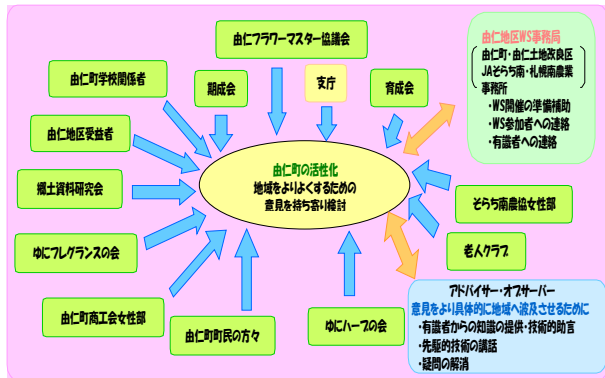 由仁フラワーマスター協議会
由仁地区WS事務局
由仁町・由仁土地改良区
JAそらち南・札幌南農業
事務所
・WS開催の準備補助
・WS参加者への連絡
・有識者への連絡
由仁町学校関係者
期成会
支庁
育成会
由仁地区受益者
由仁町の活性化
地域をよりよくするための
意見を持ち寄り検討
郷土資料研究会
そらち南農協女性部
ゆにフレグランスの会
老人クラブ
アドバイザー・オブサーバー
意見をより具体的に地域へ波及させるために
・有識者からの知識の提供・技術的助言
・先駆的技術の講話
・疑問の解消
由仁町商工会女性部
由仁町町民の方々
ゆにハーブの会